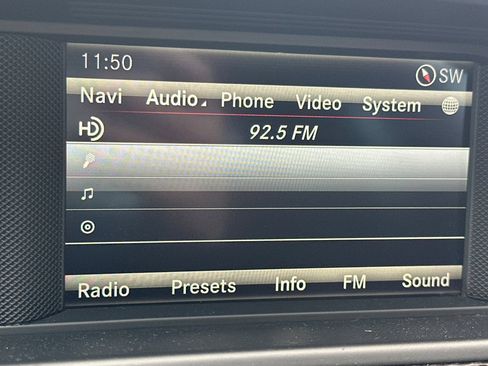 11:50
SW
Navi Audio Phone Video System
HD 92.5 FM
Radio Presets Info FM Sound